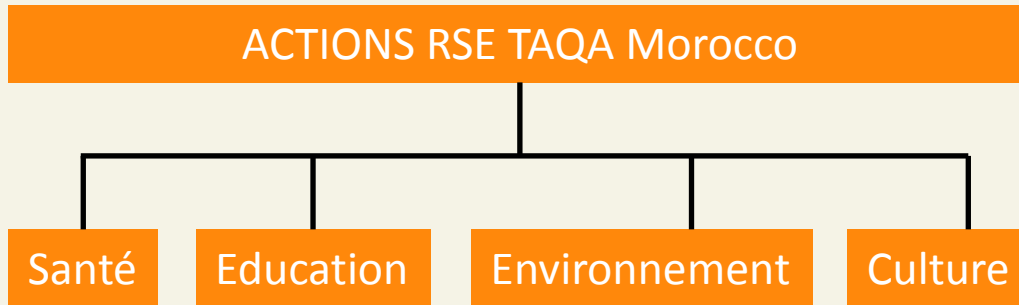 ACTIONS RSE TAQA Morocco
Santé
Education
Environnement
Culture